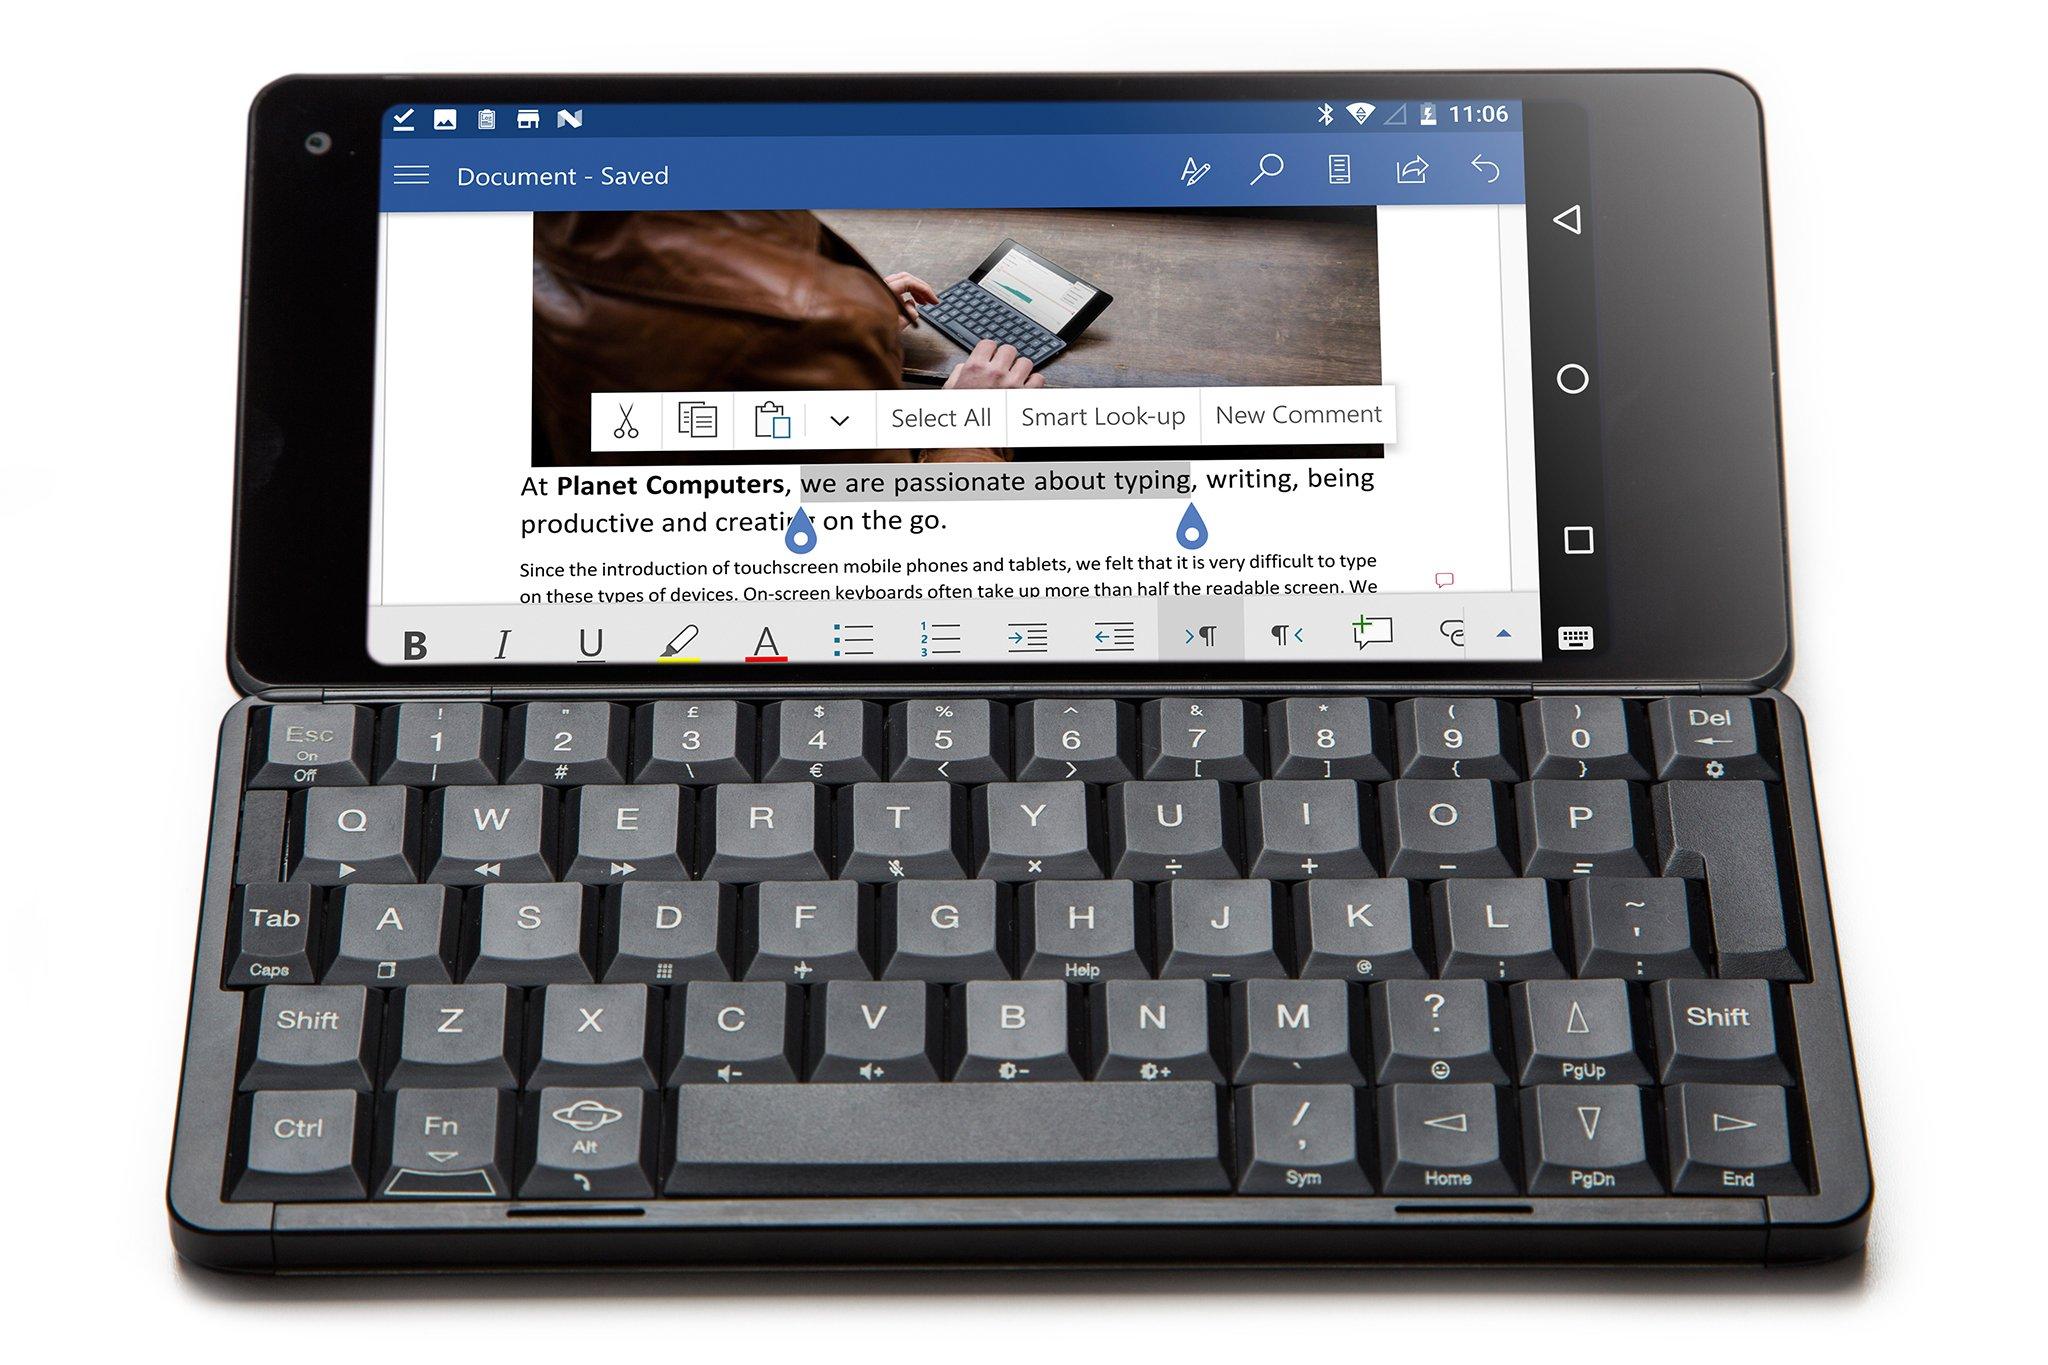 11:06
Document - Saved
Select All Smart Look-up New Comment
At Planet Computers, we are passionate about typing, writing, being
productive and creating on the go.
Since the introduction of touchscreen mobile phones and tablets, we felt that it is very difficult to type
on these types of devices. On-screen keyboards often take up more than half the readable screen. We
B I U A
Esc ! 1 " 2 £ 3 $ 4 % 5 ^ 6 & 7 * 8 ( 9 ) 0 Del
On
Off | # \ € < > [ ] { }
Q W E R T Y U I O P
× ÷ + − =
Tab A S D F G H J K L ~ '
Caps Help _ @ ; :
Shift Z X C V B N M ? . Shift
- + - + ` PgUp
Ctrl Fn Alt / ,
Sym Home PgDn End